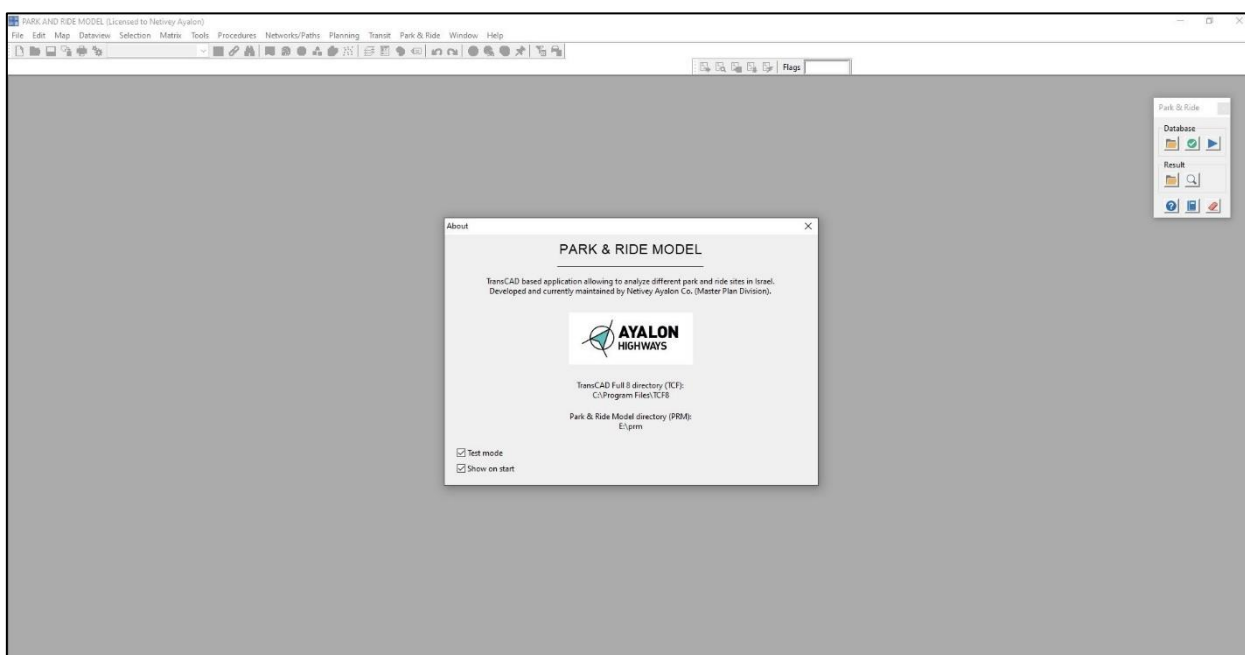 PARK AND RIDE MODEL (Licensed to Netivey Ayalon)
File Edit Map Dataview Selection Matrix Tools Procedures Networks/Paths Planning Transit Park & Ride Window Help
Flags
Park & Ride
Database
Result
About
PARK & RIDE MODEL
TransCAD based application allowing to analyze different park and ride sites in Israel.
Developed and currently maintained by Netivey Ayalon Co. (Master Plan Division).
AYALON
HIGHWAYS
TransCAD Full 8 directory (TCF):
C:\Program Files\TCF8
Park & Ride Model directory (PRM):
E:\prm
Test mode
Show on start